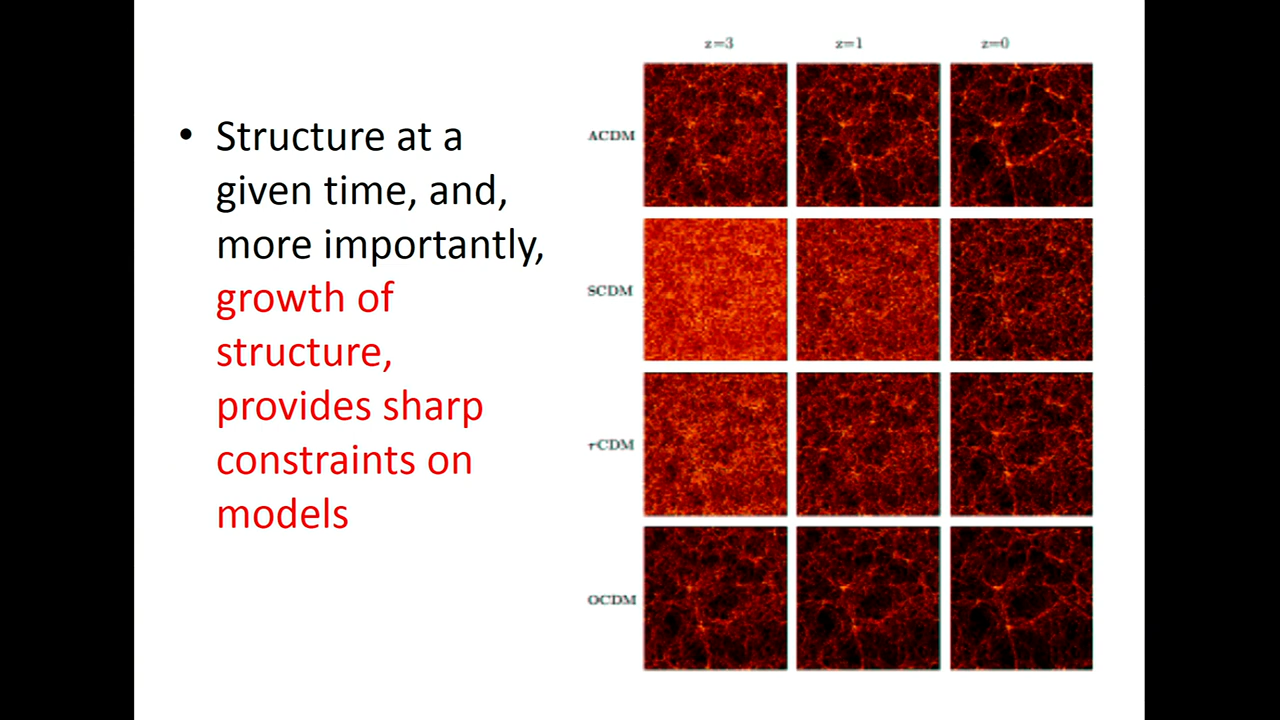 • Structure at a
given time, and,
more importantly,
growth of
structure,
provides sharp
constraints on
models
z=3 z=1 z=0
ΛCDM
SCDM
τCDM
OCDM